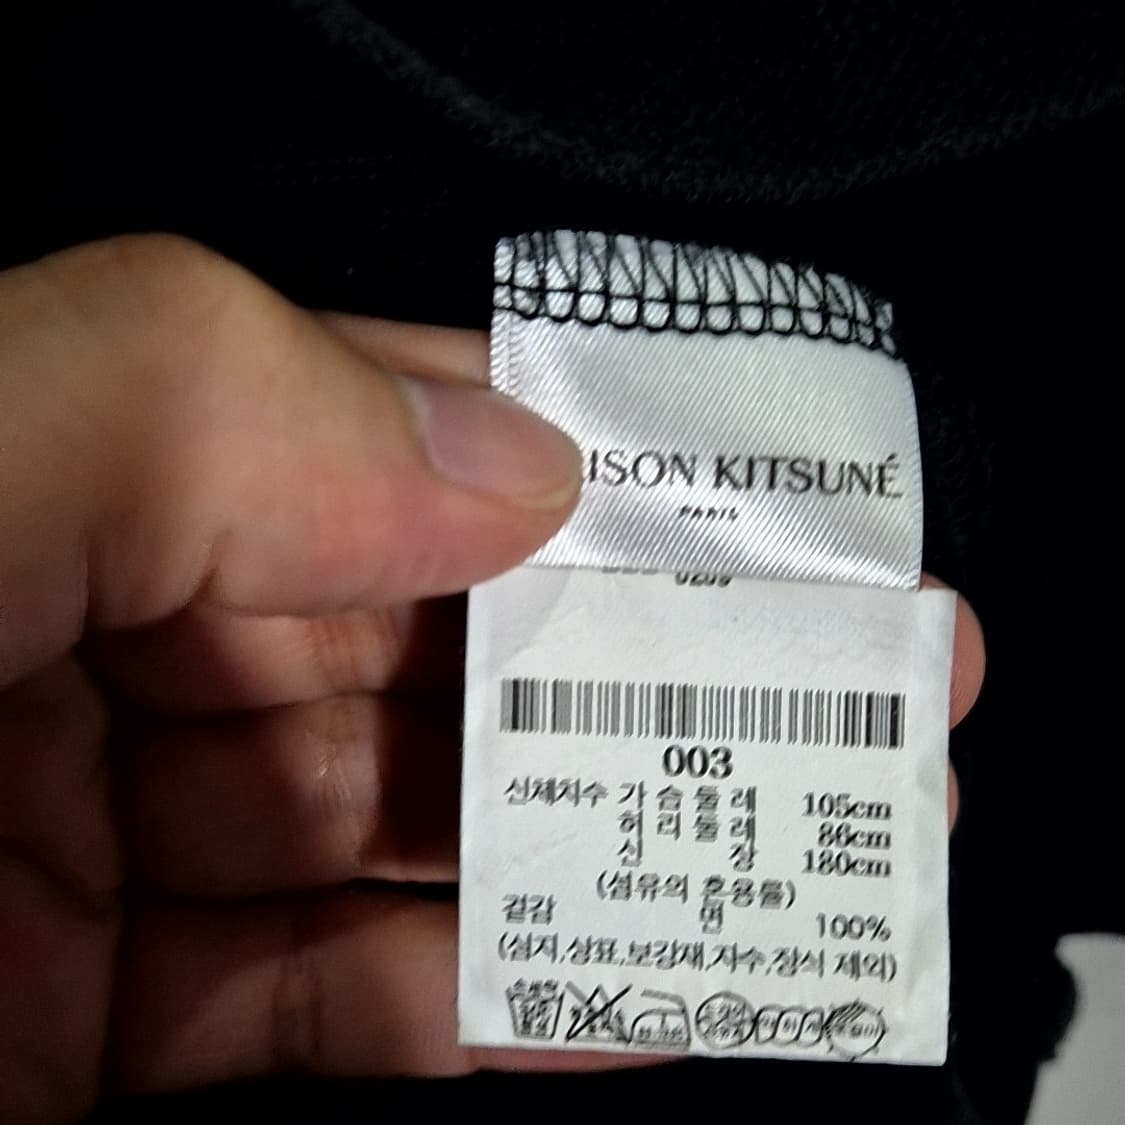 ISON KITSUNÉ
PARIS
003
신체치수 가슴둘레 105cm
허리둘레 86cm
신장 180cm
(섬유의 혼용률)
겉감 면 100%
(심지,상표,보강재,자수,장식 제외)